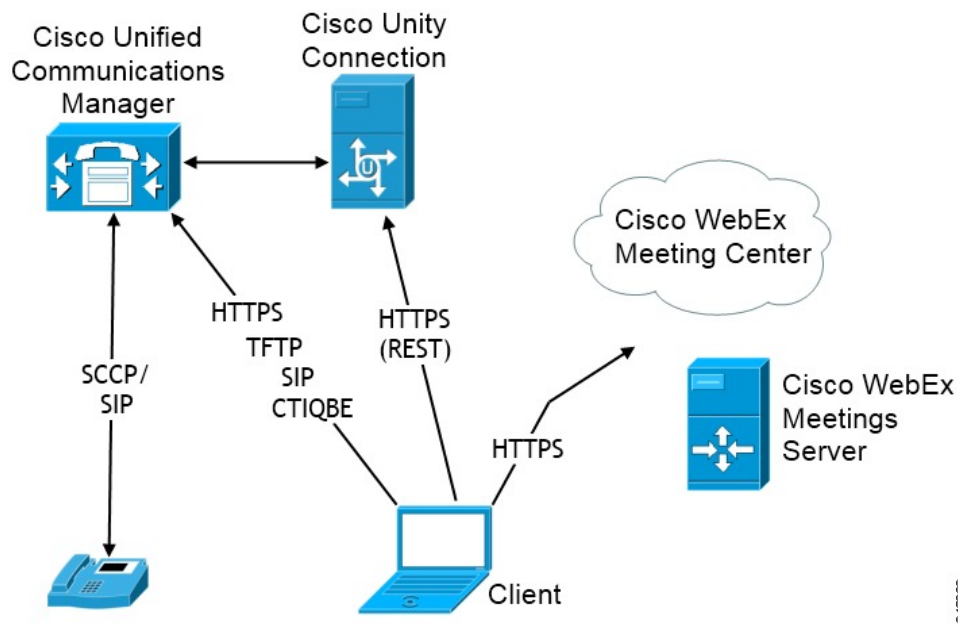 Cisco Unified
Communications
Manager
Cisco Unity
Connection
U
Cisco WebEx
Meeting Center
HTTPS
TFTP
SIP
CTIQBE
HTTPS
(REST)
SCCP/
SIP
HTTPS
Cisco WebEx
Meetings
Server
Client